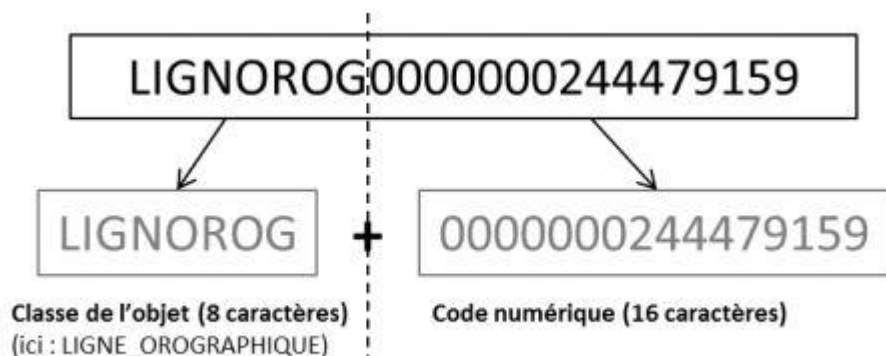 LIGNOROG0000000244479159
LIGNOROG + 0000000244479159
Classe de l'objet (8 caractères) Code numérique (16 caractères)
(ici : LIGNE_OROGRAPHIQUE)